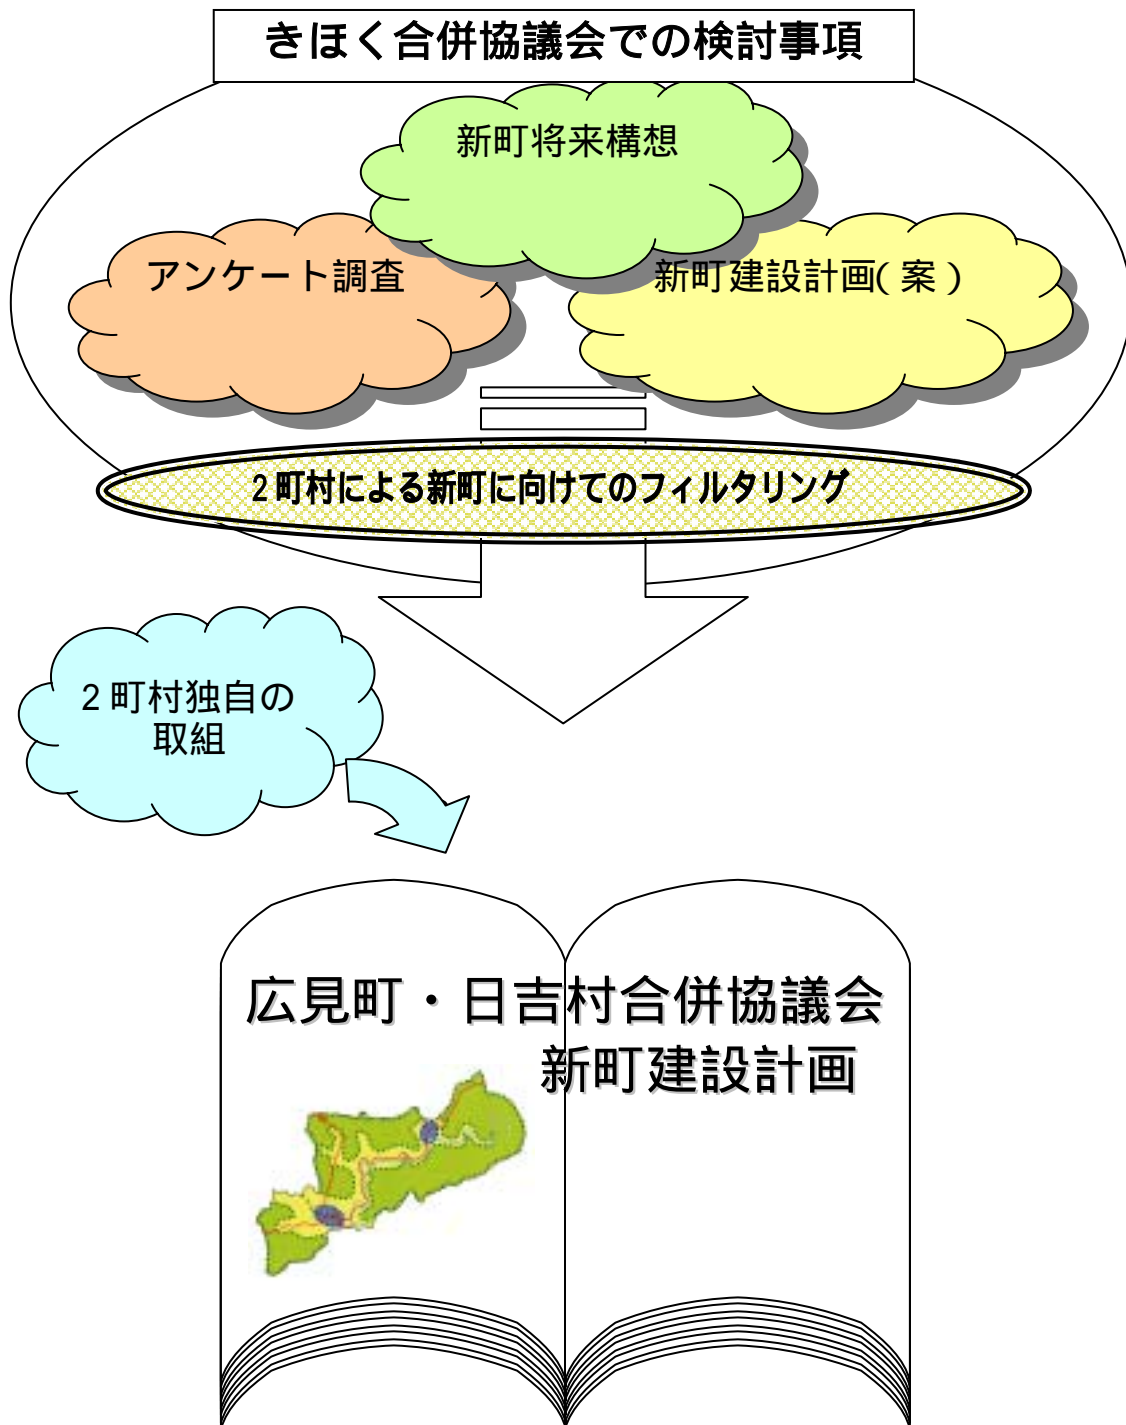 きほく合併協議会での検討事項
新町将来構想
アンケート調査
新町建設計画(案)
2町村による新町に向けてのフィルタリング
2町村独自の
取組
広見町・日吉村合併協議会
新町建設計画